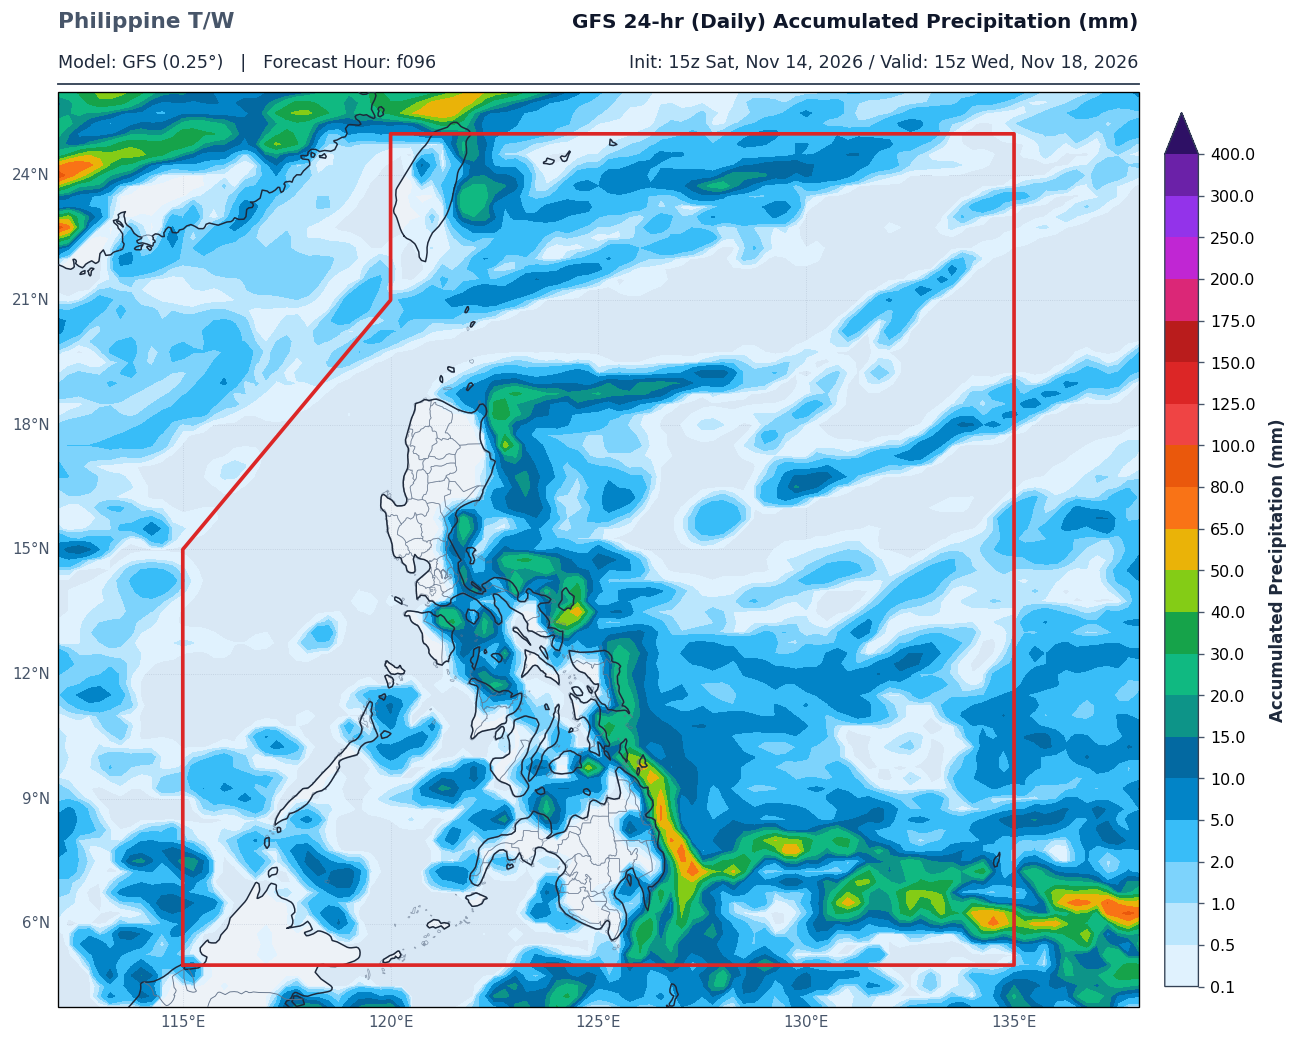 Philippine T/W
GFS 24-hr (Daily) Accumulated Precipitation (mm)
Model: GFS (0.25°)   |   Forecast Hour: f096
Init: 15z Sat, Nov 14, 2026 / Valid: 15z Wed, Nov 18, 2026
24°N
21°N
18°N
15°N
12°N
9°N
6°N
115°E
120°E
125°E
130°E
135°E
400.0
300.0
250.0
200.0
175.0
150.0
125.0
100.0
80.0
65.0
50.0
40.0
30.0
20.0
15.0
10.0
5.0
2.0
1.0
0.5
0.1
Accumulated Precipitation (mm)